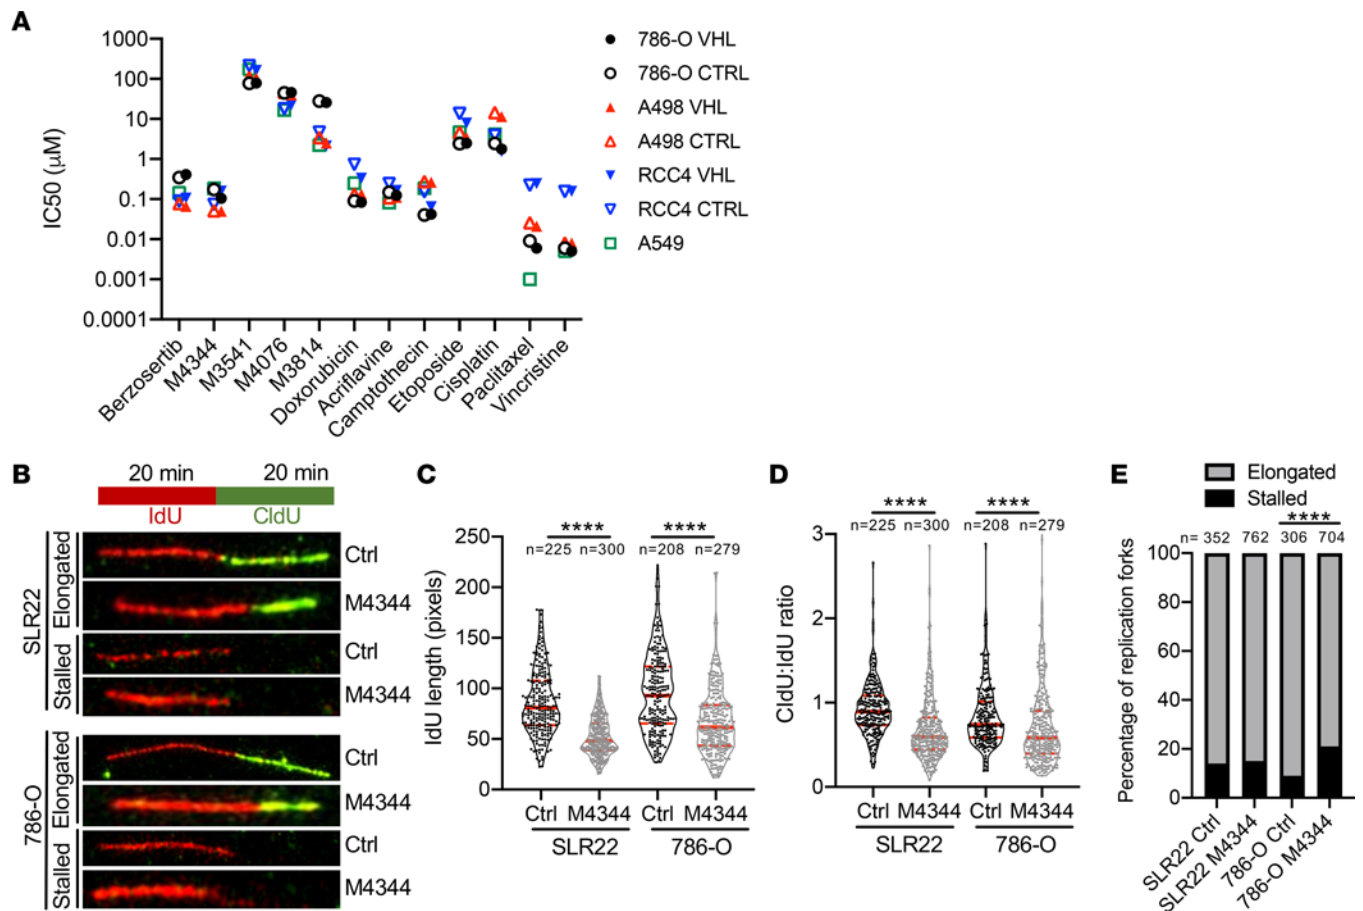 A
IC50 (µM)
1000
100
10
1
0.1
0.01
0.001
0.0001
Berzosertib
M4344
M3541
M4076
M3814
Doxorubicin
Acriflavine
Camptothecin
Etoposide
Cisplatin
Paclitaxel
Vincristine
786-O VHL
786-O CTRL
A498 VHL
A498 CTRL
RCC4 VHL
RCC4 CTRL
A549
B
20 min 20 min
IdU CldU
SLR22
Elongated
Ctrl
M4344
Stalled
Ctrl
M4344
786-O
Elongated
Ctrl
M4344
Stalled
Ctrl
M4344
C
IdU length (pixels)
**** ****
n=225 n=300 n=208 n=279
250
200
150
100
50
0
Ctrl M4344 Ctrl M4344
SLR22 786-O
D
CldU:IdU ratio
**** ****
n=225 n=300 n=208 n=279
3
2
1
0
Ctrl M4344 Ctrl M4344
SLR22 786-O
E
Elongated
Stalled
****
n= 352 762 306 704
Percentage of replication forks
100
80
60
40
20
0
SLR22 Ctrl
SLR22 M4344
786-O Ctrl
786-O M4344